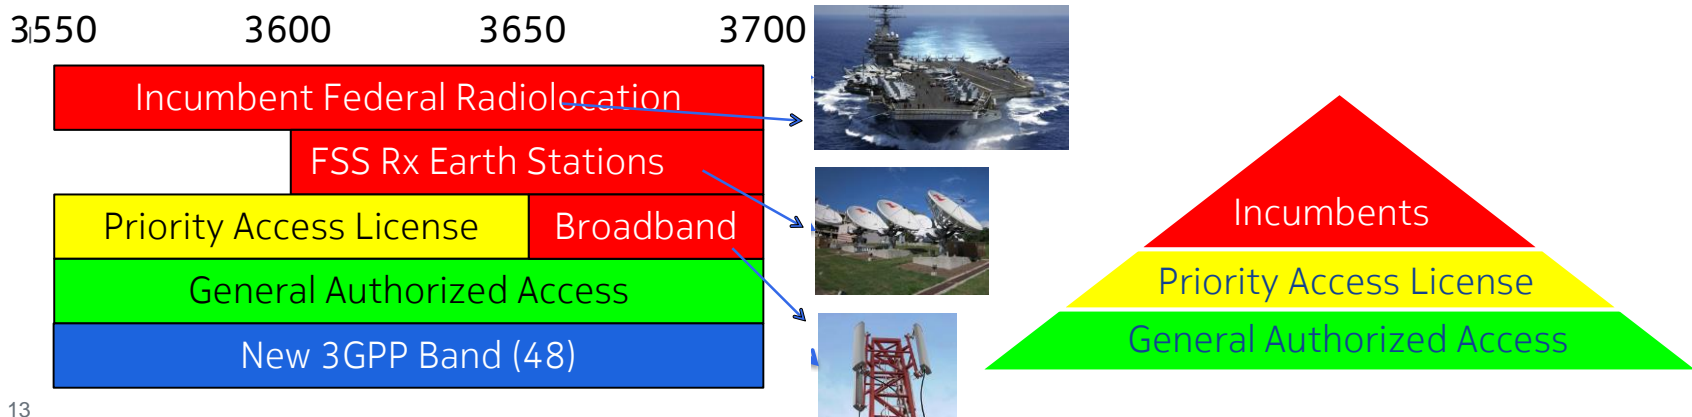 3550 3600 3650 3700
Incumbent Federal Radiolocation
FSS Rx Earth Stations
Priority Access License Broadband
General Authorized Access
New 3GPP Band (48)
Incumbents
Priority Access License
General Authorized Access
13